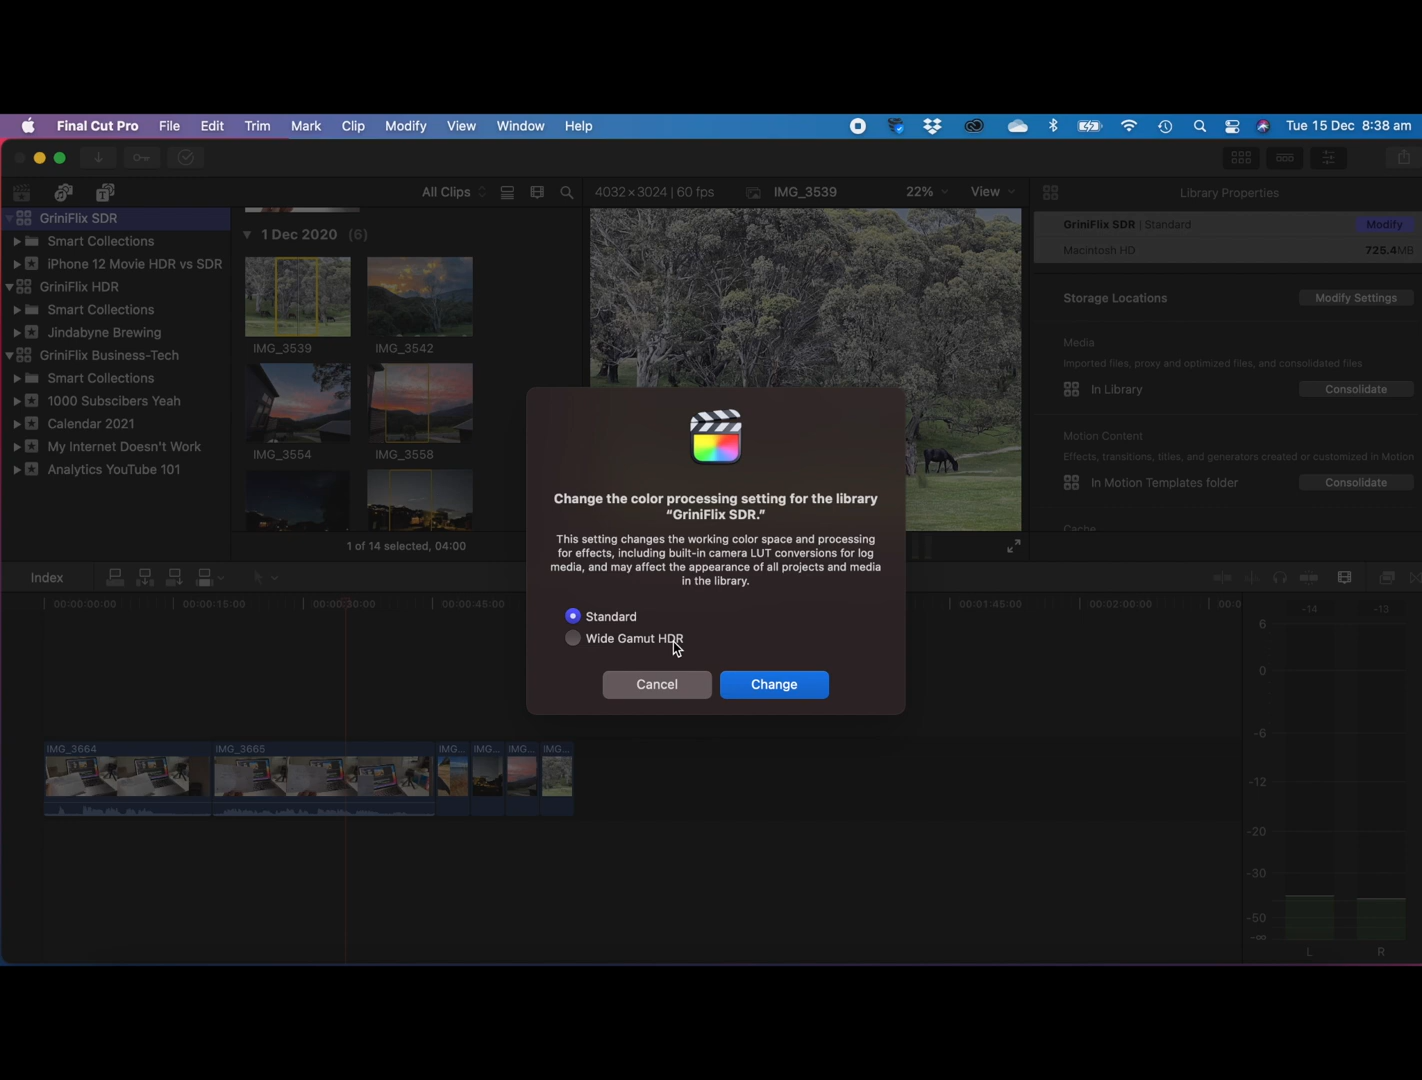 Final Cut Pro File Edit Trim Mark Clip Modify View Window Help Tue 15 Dec 8:38 am
All Clips 4032 × 3024 | 60 fps IMG_3539 22% View Library Properties
GriniFlix SDR
Smart Collections
iPhone 12 Movie HDR vs SDR
GriniFlix HDR
Smart Collections
Jindabyne Brewing
GriniFlix Business-Tech
Smart Collections
1000 Subscibers Yeah
Calendar 2021
My Internet Doesn't Work
Analytics YouTube 101
1 Dec 2020 (6)
IMG_3539 IMG_3542
IMG_3554 IMG_3558
1 of 14 selected, 04:00
GriniFlix SDR | Standard Modify
Macintosh HD 725.4MB
Storage Locations Modify Settings
Media
Imported files, proxy and optimized files, and consolidated files
In Library Consolidate
Motion Content
Effects, transitions, titles, and generators created or customized in Motion
In Motion Templates folder Consolidate
Cache
Change the color processing setting for the library
“GriniFlix SDR.”
This setting changes the working color space and processing
for effects, including built-in camera LUT conversions for log
media, and may affect the appearance of all projects and media
in the library.
Standard
Wide Gamut HDR
Cancel Change
Index
00:00:00:00 00:00:15:00 00:00:30:00 00:00:45:00 00:01:45:00 00:02:00:00 00:0
IMG_3664 IMG_3665 IMG... IMG... IMG... IMG...
-14 -13
6
0
-6
-12
-20
-30
-50
-∞
L R